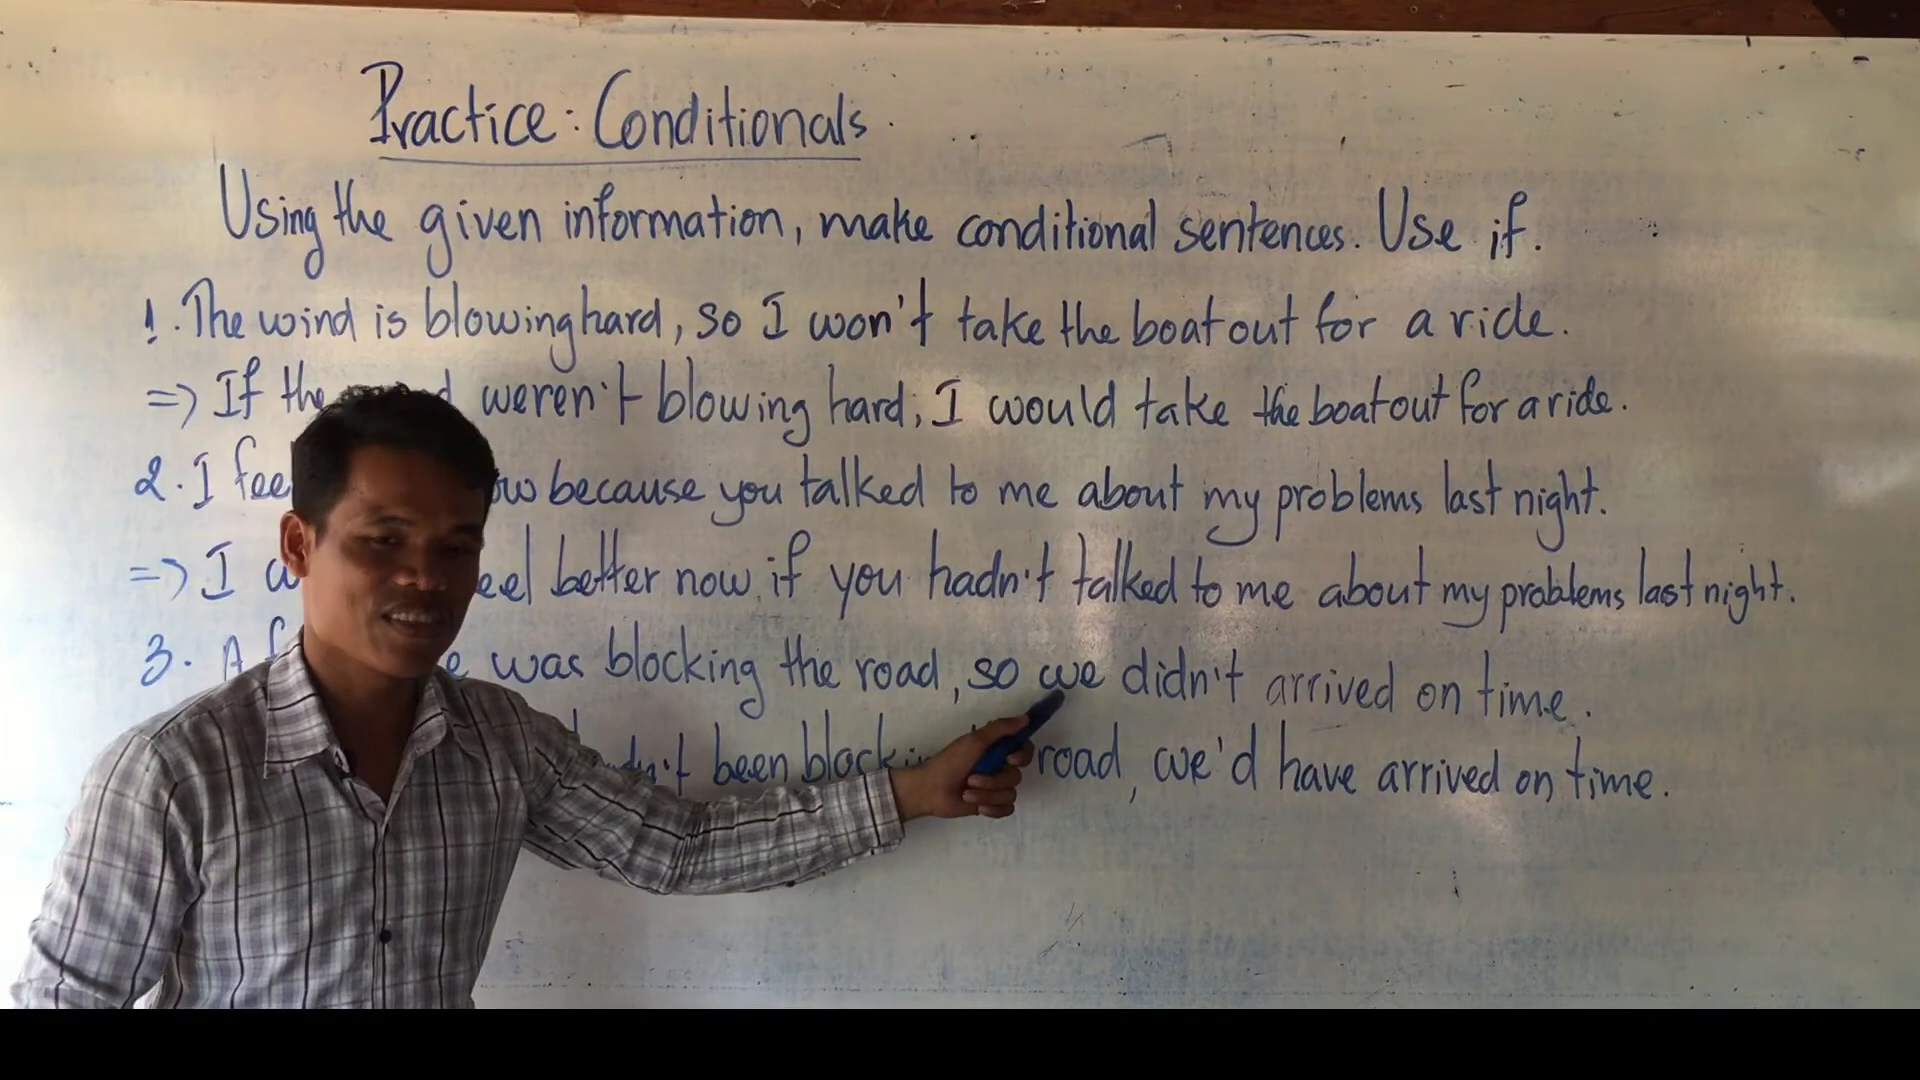 Practice: Conditionals.
Using the given information, make conditional sentences. Use if.
1. The wind is blowing hard, so I won't take the boat out for a ride.
=> If the weren't blowing hard, I would take the boat out for a ride.
2. I because you talked to me about my problems last night.
=> I better now if you hadn't talked to me about my problems last night.
3. A was blocking the road, so we didn't arrived on time.
been road, we'd have arrived on time.